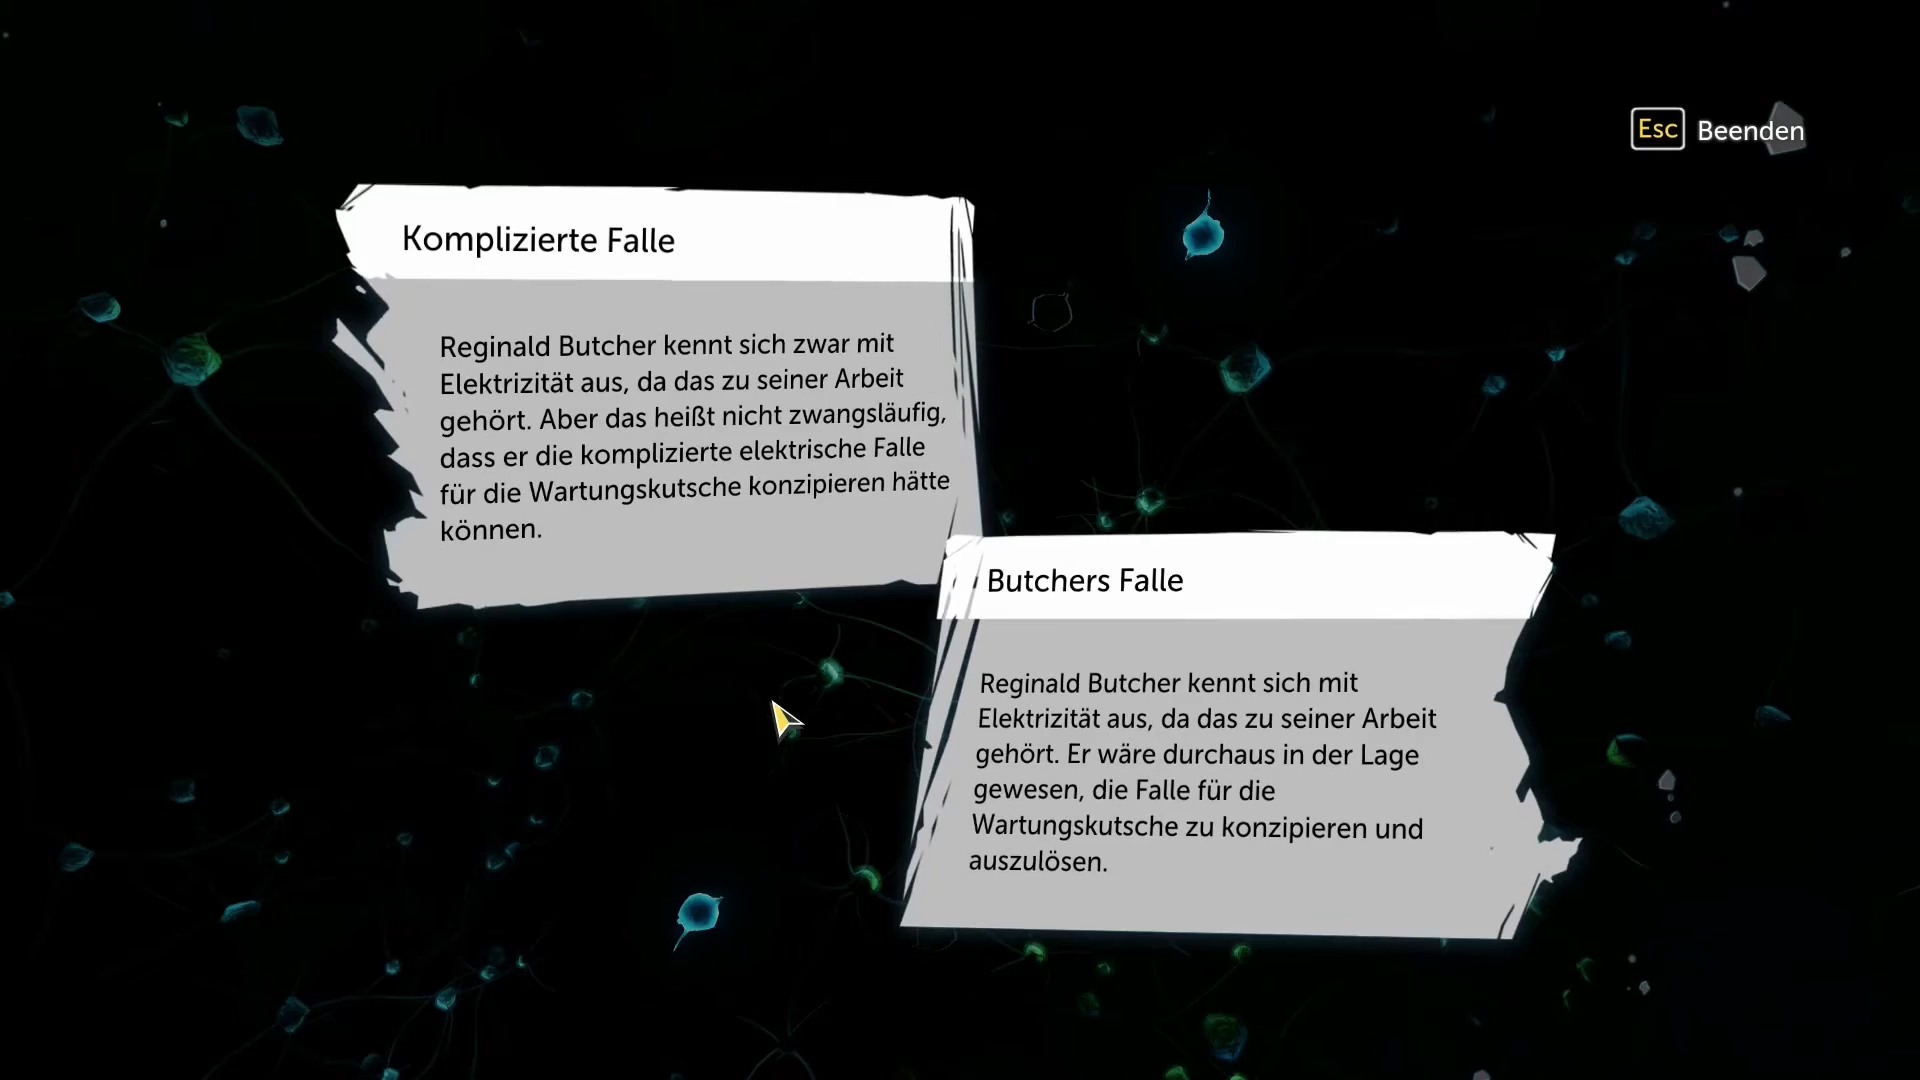 Esc Beenden
Komplizierte Falle
Reginald Butcher kennt sich zwar mit
Elektrizität aus, da das zu seiner Arbeit
gehört. Aber das heißt nicht zwangsläufig,
dass er die komplizierte elektrische Falle
für die Wartungskutsche konzipieren hätte
können.
Butchers Falle
Reginald Butcher kennt sich mit
Elektrizität aus, da das zu seiner Arbeit
gehört. Er wäre durchaus in der Lage
gewesen, die Falle für die
Wartungskutsche zu konzipieren und
auszulösen.